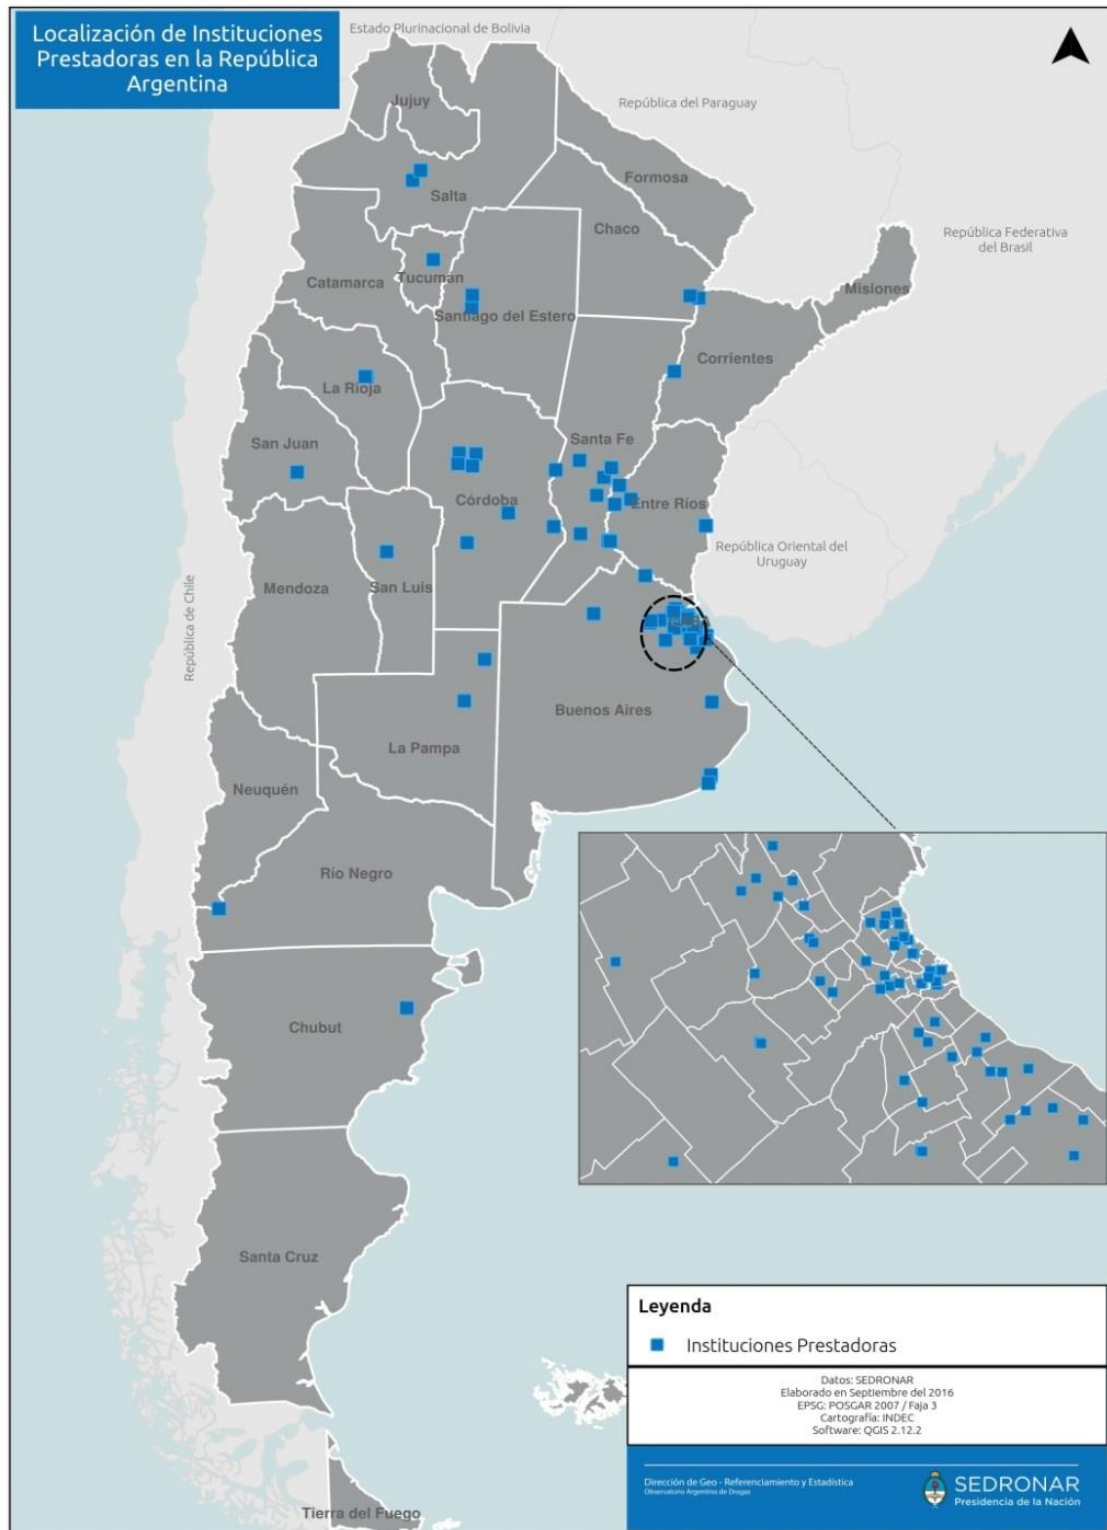 Localización de Instituciones
Prestadoras en la República
Argentina
Estado Plurinacional de Bolivia
República del Paraguay
República Federativa
del Brasil
República Oriental del
Uruguay
República de Chile
Jujuy
Salta
Formosa
Chaco
Misiones
Catamarca
Tucumán
Santiago del Estero
Corrientes
La Rioja
San Juan
Santa Fe
Córdoba
Entre Ríos
Mendoza
San Luis
Buenos Aires
La Pampa
Neuquén
Río Negro
Chubut
Santa Cruz
Tierra del Fuego
Leyenda
Instituciones Prestadoras
Datos: SEDRONAR
Elaborado en Septiembre del 2016
EPSG: POSGAR 2007 / Faja 3
Cartografía: INDEC
Software: QGIS 2.12.2
Dirección de Geo - Referenciamiento y Estadística
Observatorio Argentino de Drogas
SEDRONAR
Presidencia de la Nación